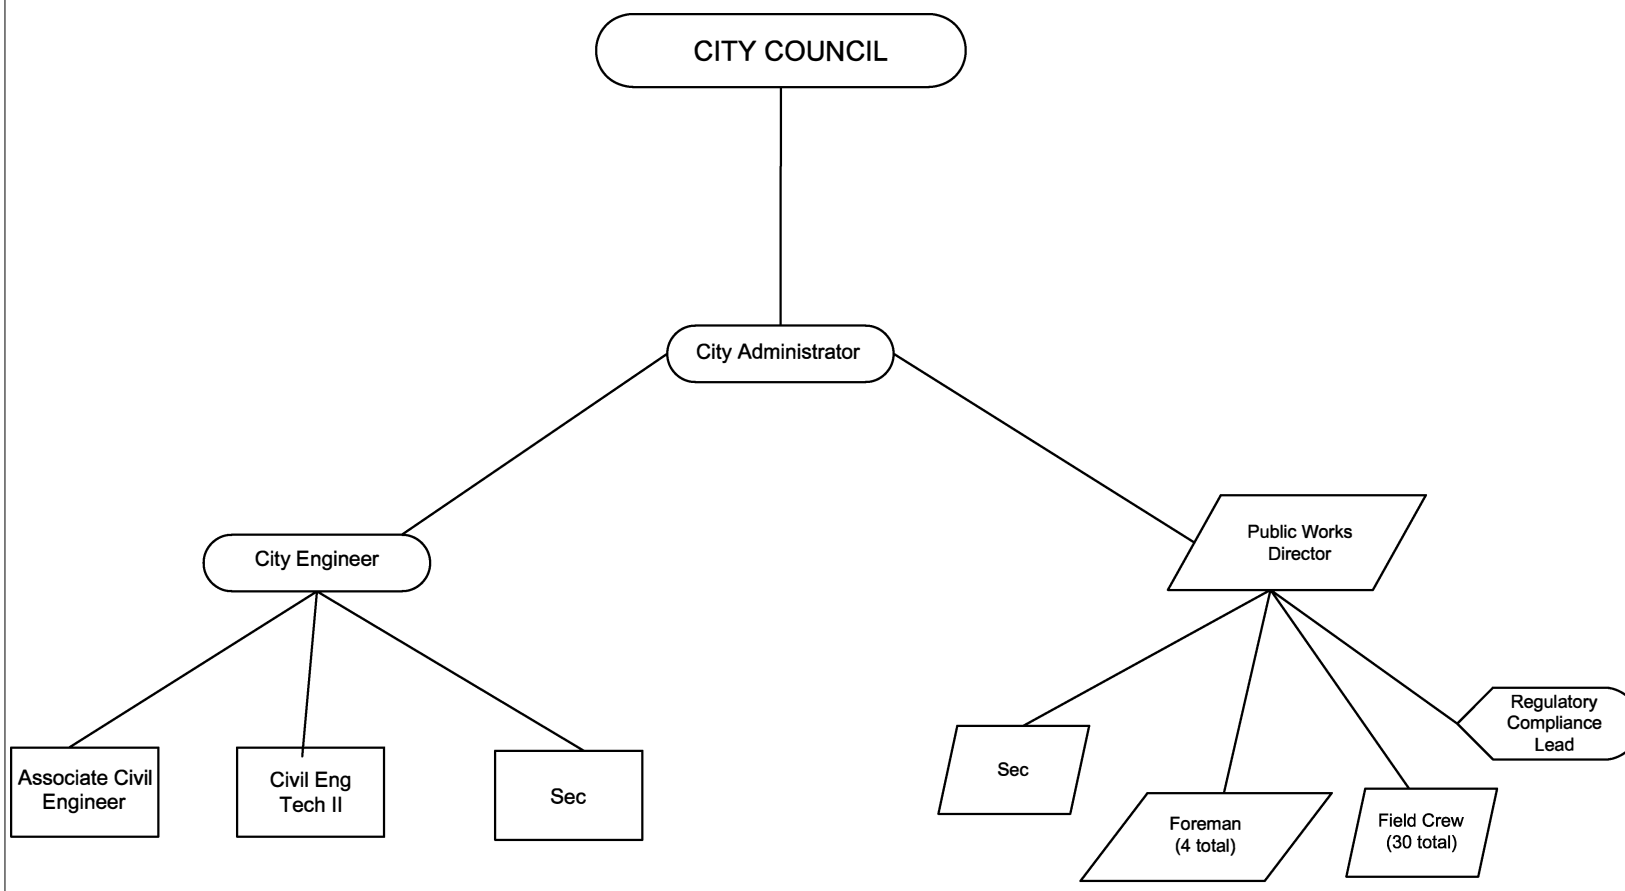 CITY COUNCIL
City Administrator
City Engineer
Public Works
Director
Associate Civil
Engineer
Civil Eng
Tech II
Sec
Sec
Foreman
(4 total)
Field Crew
(30 total)
Regulatory
Compliance
Lead